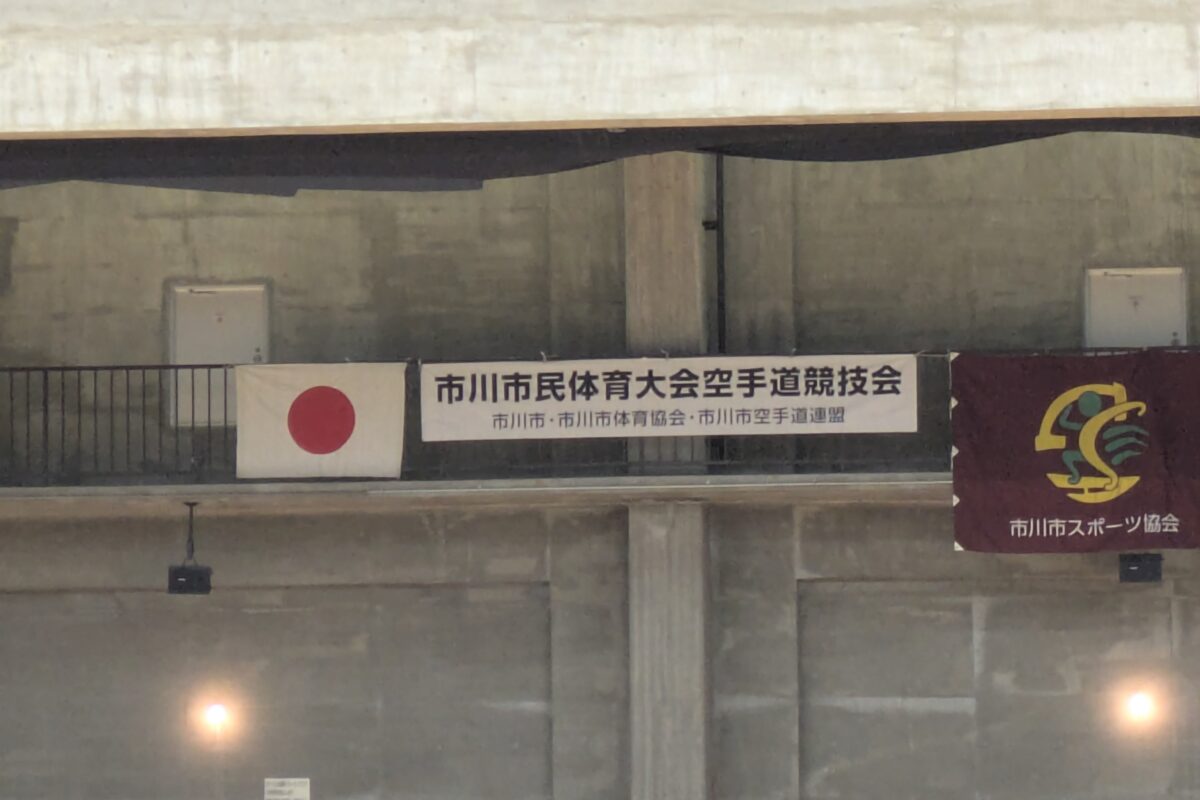 市川市民体育大会空手道競技会
市川市・市川市体育協会・市川市空手道連盟
市川市スポーツ協会